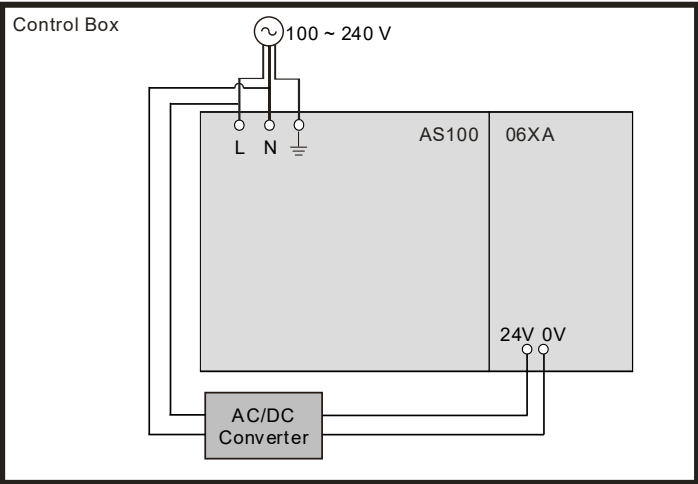 Control Box
100 ~ 240 V
AS100 06XA
L N
24V 0V
AC/DC
Converter